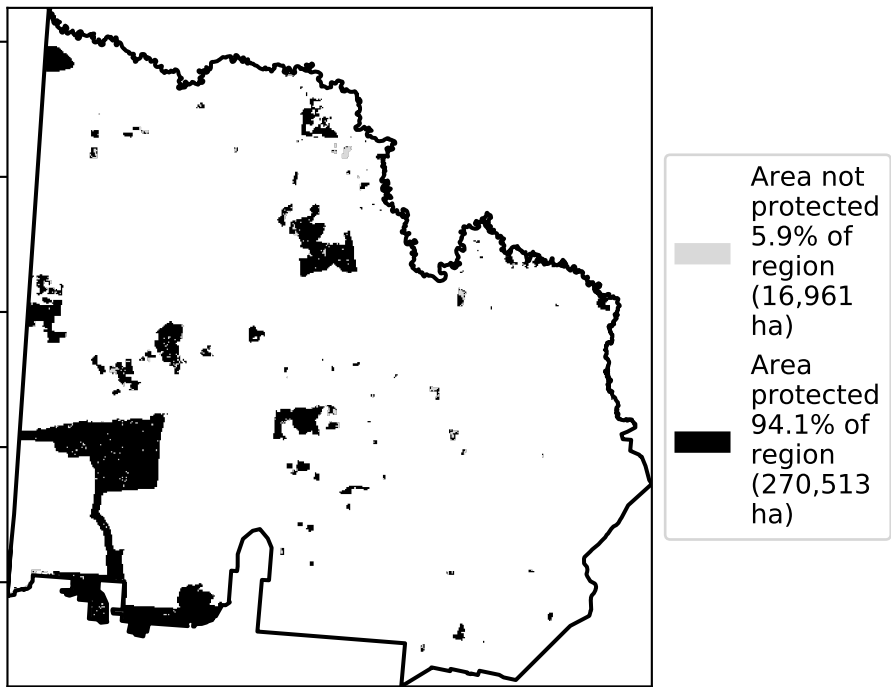 Area not
protected
5.9% of
region
(16,961
ha)
Area
protected
94.1% of
region
(270,513
ha)